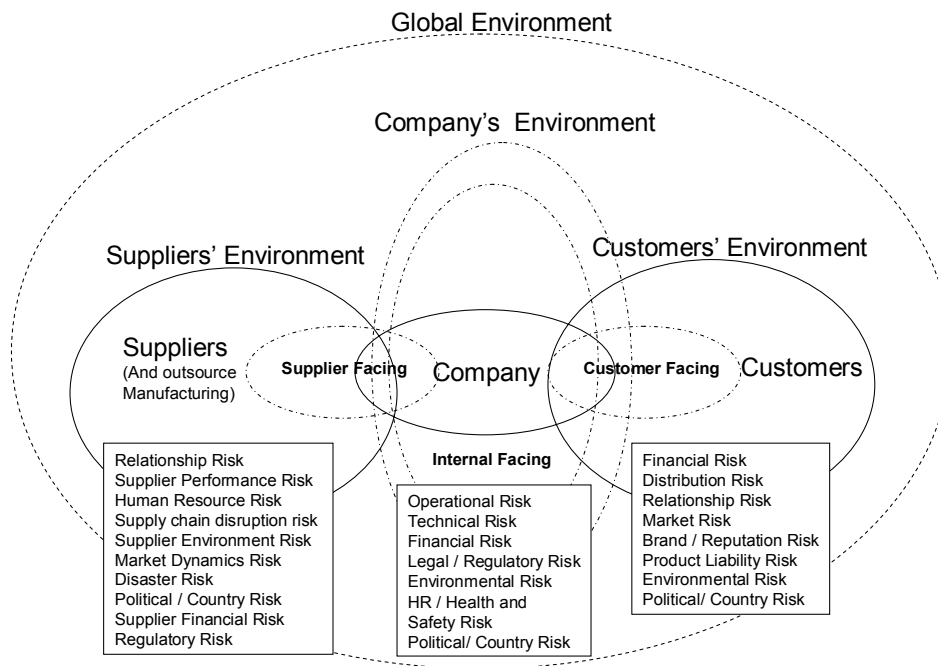 Global Environment
Company's  Environment
Suppliers' Environment
Customers' Environment
Suppliers
(And outsource
Manufacturing)
Supplier Facing
Company
Customer Facing
Customers
Internal Facing
Relationship Risk
Supplier Performance Risk
Human Resource Risk
Supply chain disruption risk
Supplier Environment Risk
Market Dynamics Risk
Disaster Risk
Political / Country Risk
Supplier Financial Risk
Regulatory Risk
Operational Risk
Technical Risk
Financial Risk
Legal / Regulatory Risk
Environmental Risk
HR / Health and
Safety Risk
Political/ Country Risk
Financial Risk
Distribution Risk
Relationship Risk
Market Risk
Brand / Reputation Risk
Product Liability Risk
Environmental Risk
Political/ Country Risk